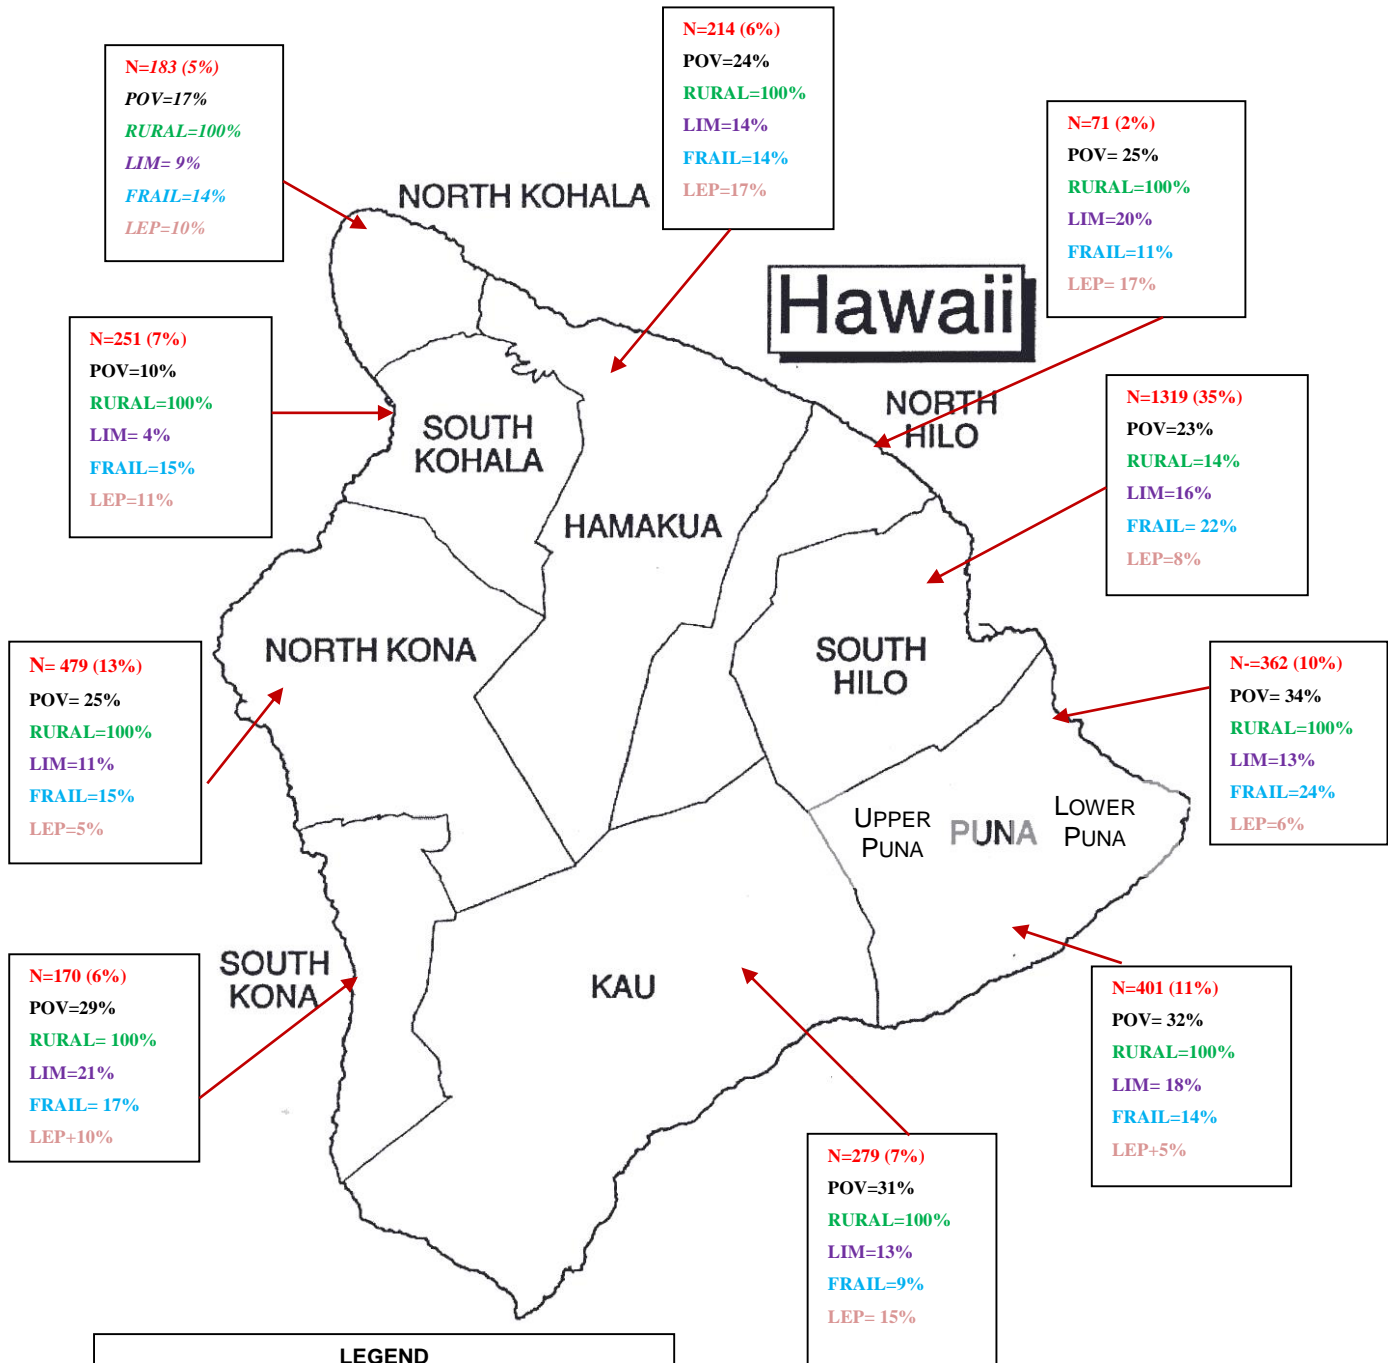 N=214 (6%)
POV=24%
RURAL=100%
LIM=14%
FRAIL=14%
LEP=17%
N=183 (5%)
POV=17%
RURAL=100%
LIM= 9%
FRAIL=14%
LEP=10%
NORTH KOHALA
N=71 (2%)
POV= 25%
RURAL=100%
LIM=20%
FRAIL=11%
LEP= 17%
Hawaii
N=251 (7%)
POV=10%
RURAL=100%
LIM= 4%
FRAIL=15%
LEP=11%
SOUTH
KOHALA
NORTH
HILO
N=1319 (35%)
POV=23%
RURAL=14%
LIM=16%
FRAIL= 22%
LEP=8%
HAMAKUA
NORTH KONA
SOUTH
HILO
N= 479 (13%)
POV= 25%
RURAL=100%
LIM=11%
FRAIL=15%
LEP=5%
N-=362 (10%)
POV= 34%
RURAL=100%
LIM=13%
FRAIL=24%
LEP=6%
UPPER
PUNA
PUNA
LOWER
PUNA
SOUTH
KONA
KAU
N=170 (6%)
POV=29%
RURAL= 100%
LIM=21%
FRAIL= 17%
LEP+10%
N=401 (11%)
POV= 32%
RURAL=100%
LIM= 18%
FRAIL=14%
LEP+5%
N=279 (7%)
POV=31%
RURAL=100%
LIM=13%
FRAIL=9%
LEP= 15%
LEGEND